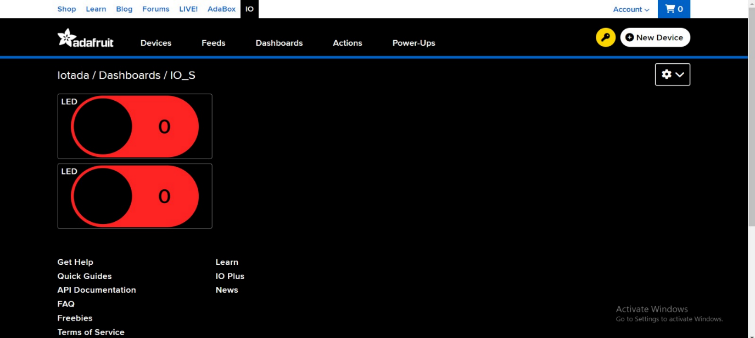 Shop Learn Blog Forums LIVE! AdaBox IO Account 0
adafruit Devices Feeds Dashboards Actions Power-Ups New Device
Iotada / Dashboards / IO_S
LED
0
LED
0
Get Help Learn
Quick Guides IO Plus
API Documentation News
FAQ
Freebies
Terms of Service
Activate Windows
Go to Settings to activate Windows.